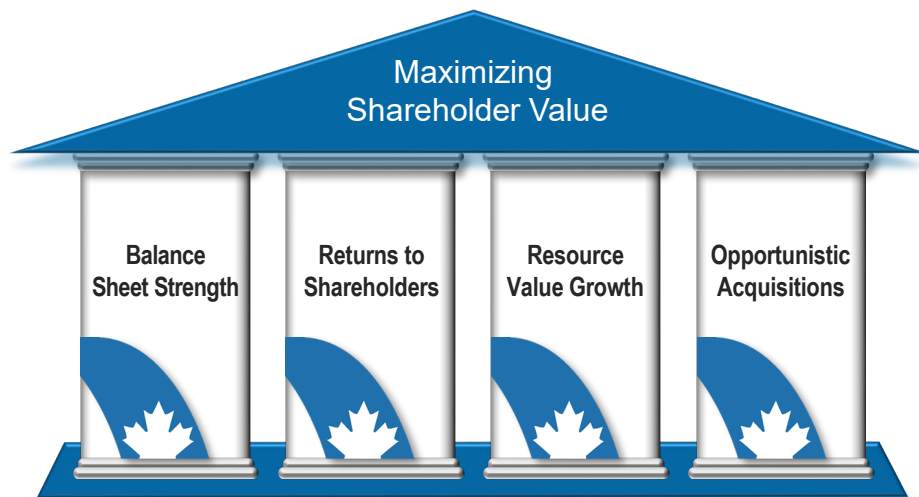 Maximizing
Shareholder Value
Balance
Sheet Strength
Returns to
Shareholders
Resource
Value Growth
Opportunistic
Acquisitions